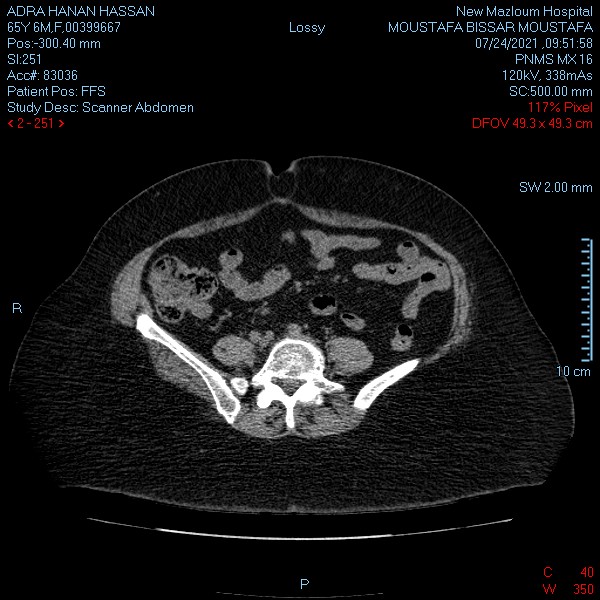 ADRA HANAN HASSAN
65Y 6M,F,00399667
Pos:-300.40 mm
SI:251
Acc#: 83036
Patient Pos: FFS
Study Desc: Scanner Abdomen
< 2 - 251 >
Lossy
New Mazloum Hospital
MOUSTAFA BISSAR MOUSTAFA
07/24/2021 ,09:51:58
PNMS MX 16
120kV, 338mAs
SC:500.00 mm
117% Pixel
DFOV 49.3 x 49.3 cm
SW 2.00 mm
R
10 cm
P
C 40
W 350